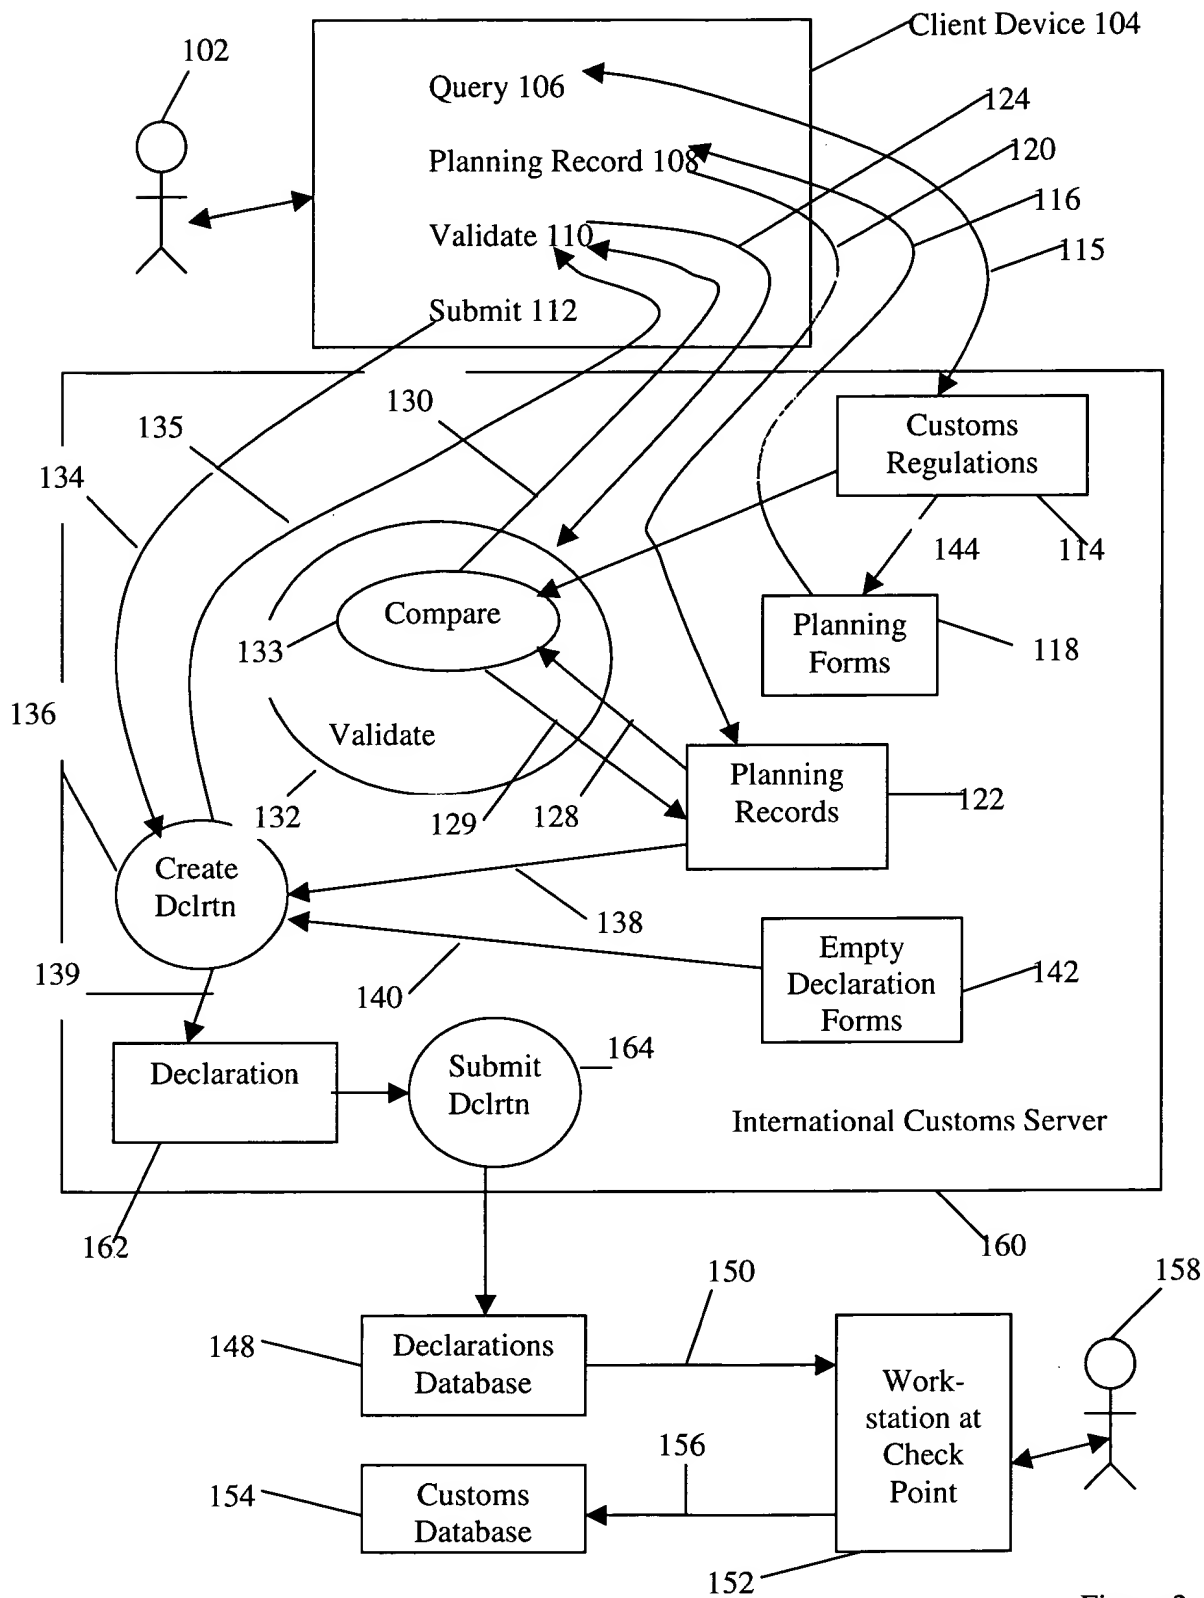 Client Device 104
102
Query 106
124
Planning Record 108
120
116
Validate 110
115
Submit 112
130
135
Customs
Regulations
134
144
114
Compare
Planning
Forms
133
118
136
Validate
Planning
Records
132
129
128
122
Create
Dclrtn
138
Empty
Declaration
Forms
139
140
142
Declaration
Submit
Dclrtn
164
International Customs Server
162
160
150
158
148
Declarations
Database
Work-
station at
Check
Point
156
154
Customs
Database
152